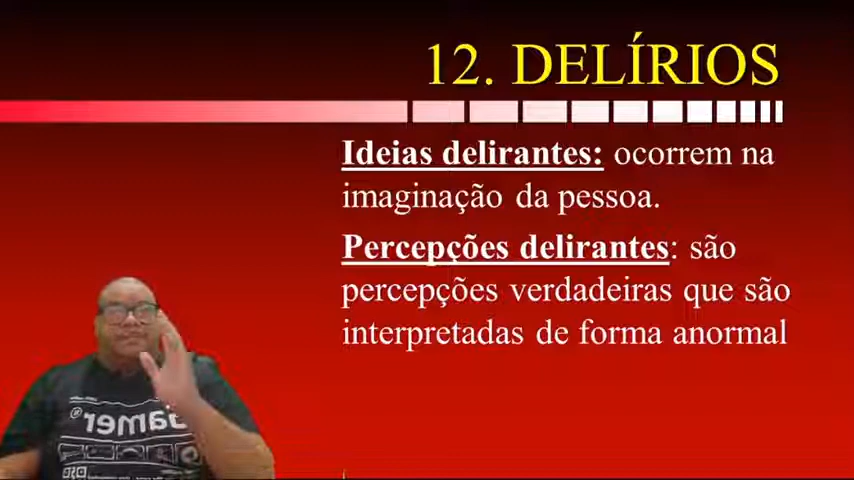 12. DELÍRIOS
Ideias delirantes: ocorrem na
imaginação da pessoa.
Percepções delirantes: são
percepções verdadeiras que são
interpretadas de forma anormal
Gamer®